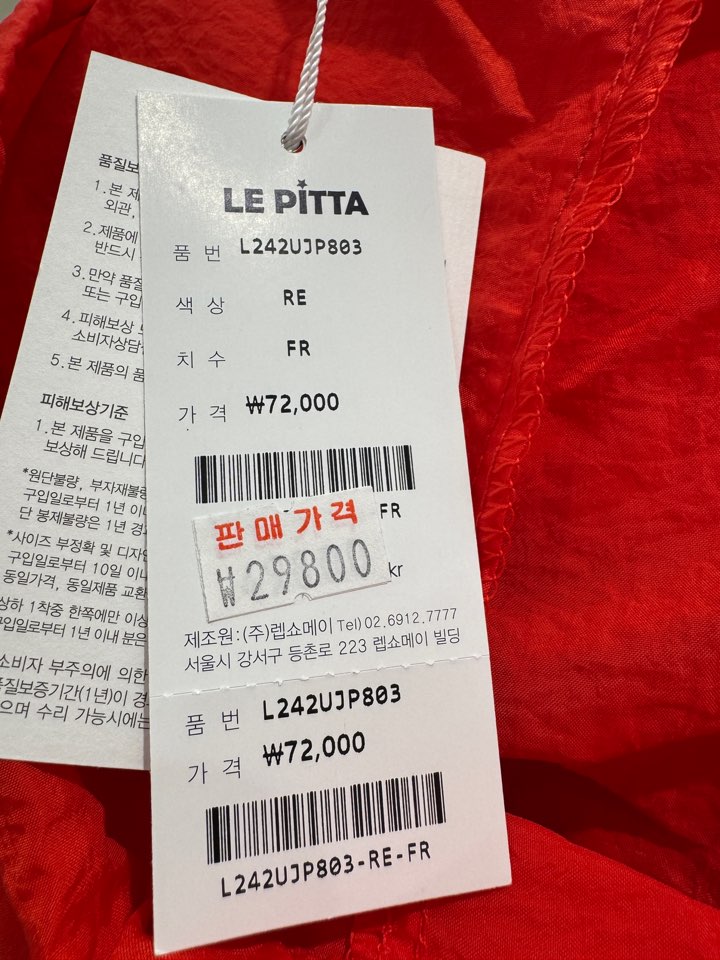 LE PITTA
품 번 L242UJP803
색 상 RE
치 수 FR
가 격 ₩72,000
FR
판매가격
₩29800
kr
제조원:(주)렙쇼메이 Tel)02.6912.7777
서울시 강서구 등촌로 223 렙쇼메이 빌딩
품 번 L242UJP803
가 격 ₩72,000
L242UJP803-RE-FR
품질보
1.본 제
외관,
2.제품에
반드시
3.만약 품질
또는 구입
4.피해보상
소비자상담
5.본 제품의 품
피해보상기준
1.본 제품을 구입
보상해 드립니다
*원단불량, 부자재불량
구입일로부터 1년 이내
단 봉제불량은 1년 경
*사이즈 부정확 및 디자인
구입일로부터 10일 이내
동일가격, 동일제품 교환
상하 1착중 한쪽에만 이상
구입일로부터 1년 이내 분은
소비자 부주의에 의한
품질보증기간(1년)이 경
으며 수리 가능시에는